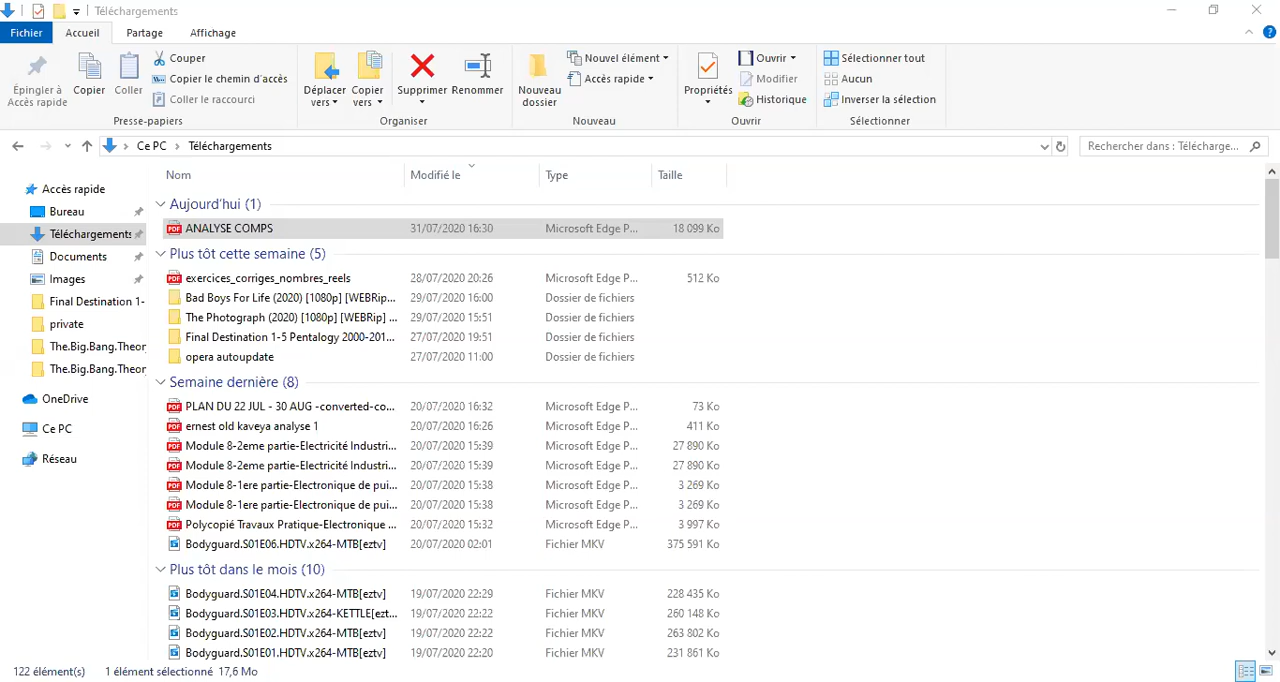 Téléchargements
Fichier Accueil Partage Affichage
Épingler à Accès rapide
Copier
Coller
Couper
Copier le chemin d'accès
Coller le raccourci
Presse-papiers
Déplacer vers
Copier vers
Supprimer
Renommer
Organiser
Nouveau dossier
Nouvel élément
Accès rapide
Nouveau
Propriétés
Ouvrir
Modifier
Historique
Ouvrir
Sélectionner tout
Aucun
Inverser la sélection
Sélectionner
Ce PC > Téléchargements
Rechercher dans : Télécharge...
Accès rapide
Bureau
Téléchargements
Documents
Images
Final Destination 1-
private
The.Big.Bang.Theor
The.Big.Bang.Theor
OneDrive
Ce PC
Réseau
Nom Modifié le Type Taille
Aujourd'hui (1)
PDF ANALYSE COMPS 31/07/2020 16:30 Microsoft Edge P... 18 099 Ko
Plus tôt cette semaine (5)
PDF exercices_corriges_nombres_reels 28/07/2020 20:26 Microsoft Edge P... 512 Ko
Bad Boys For Life (2020) [1080p] [WEBRip... 29/07/2020 16:00 Dossier de fichiers
The Photograph (2020) [1080p] [WEBRip] ... 29/07/2020 15:51 Dossier de fichiers
Final Destination 1-5 Pentalogy 2000-201... 27/07/2020 19:51 Dossier de fichiers
opera autoupdate 27/07/2020 11:00 Dossier de fichiers
Semaine dernière (8)
PDF PLAN DU 22 JUL - 30 AUG -converted-co... 20/07/2020 16:32 Microsoft Edge P... 73 Ko
PDF ernest old kaveya analyse 1 20/07/2020 16:26 Microsoft Edge P... 411 Ko
PDF Module 8-2eme partie-Electricité Industri... 20/07/2020 15:39 Microsoft Edge P... 27 890 Ko
PDF Module 8-2eme partie-Electricité Industri... 20/07/2020 15:39 Microsoft Edge P... 27 890 Ko
PDF Module 8-1ere partie-Electronique de pui... 20/07/2020 15:38 Microsoft Edge P... 3 269 Ko
PDF Module 8-1ere partie-Electronique de pui... 20/07/2020 15:38 Microsoft Edge P... 3 269 Ko
PDF Polycopié Travaux Pratique-Electronique ... 20/07/2020 15:32 Microsoft Edge P... 3 997 Ko
Bodyguard.S01E06.HDTV.x264-MTB[eztv] 20/07/2020 02:01 Fichier MKV 375 591 Ko
Plus tôt dans le mois (10)
Bodyguard.S01E04.HDTV.x264-MTB[eztv] 19/07/2020 22:29 Fichier MKV 228 435 Ko
Bodyguard.S01E03.HDTV.x264-KETTLE[ezt... 19/07/2020 22:22 Fichier MKV 260 148 Ko
Bodyguard.S01E02.HDTV.x264-MTB[eztv] 19/07/2020 22:22 Fichier MKV 263 802 Ko
Bodyguard.S01E01.HDTV.x264-MTB[eztv] 19/07/2020 22:20 Fichier MKV 231 861 Ko
122 élément(s) 1 élément sélectionné 17,6 Mo